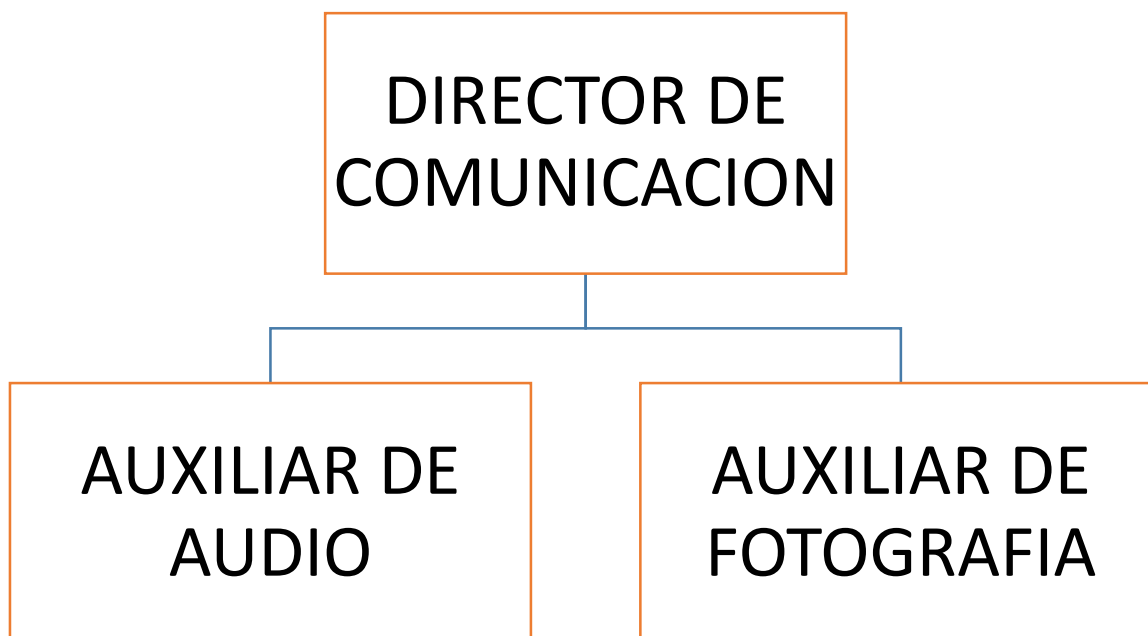 DIRECTOR DE
COMUNICACION
AUXILIAR DE
AUDIO
AUXILIAR DE
FOTOGRAFIA